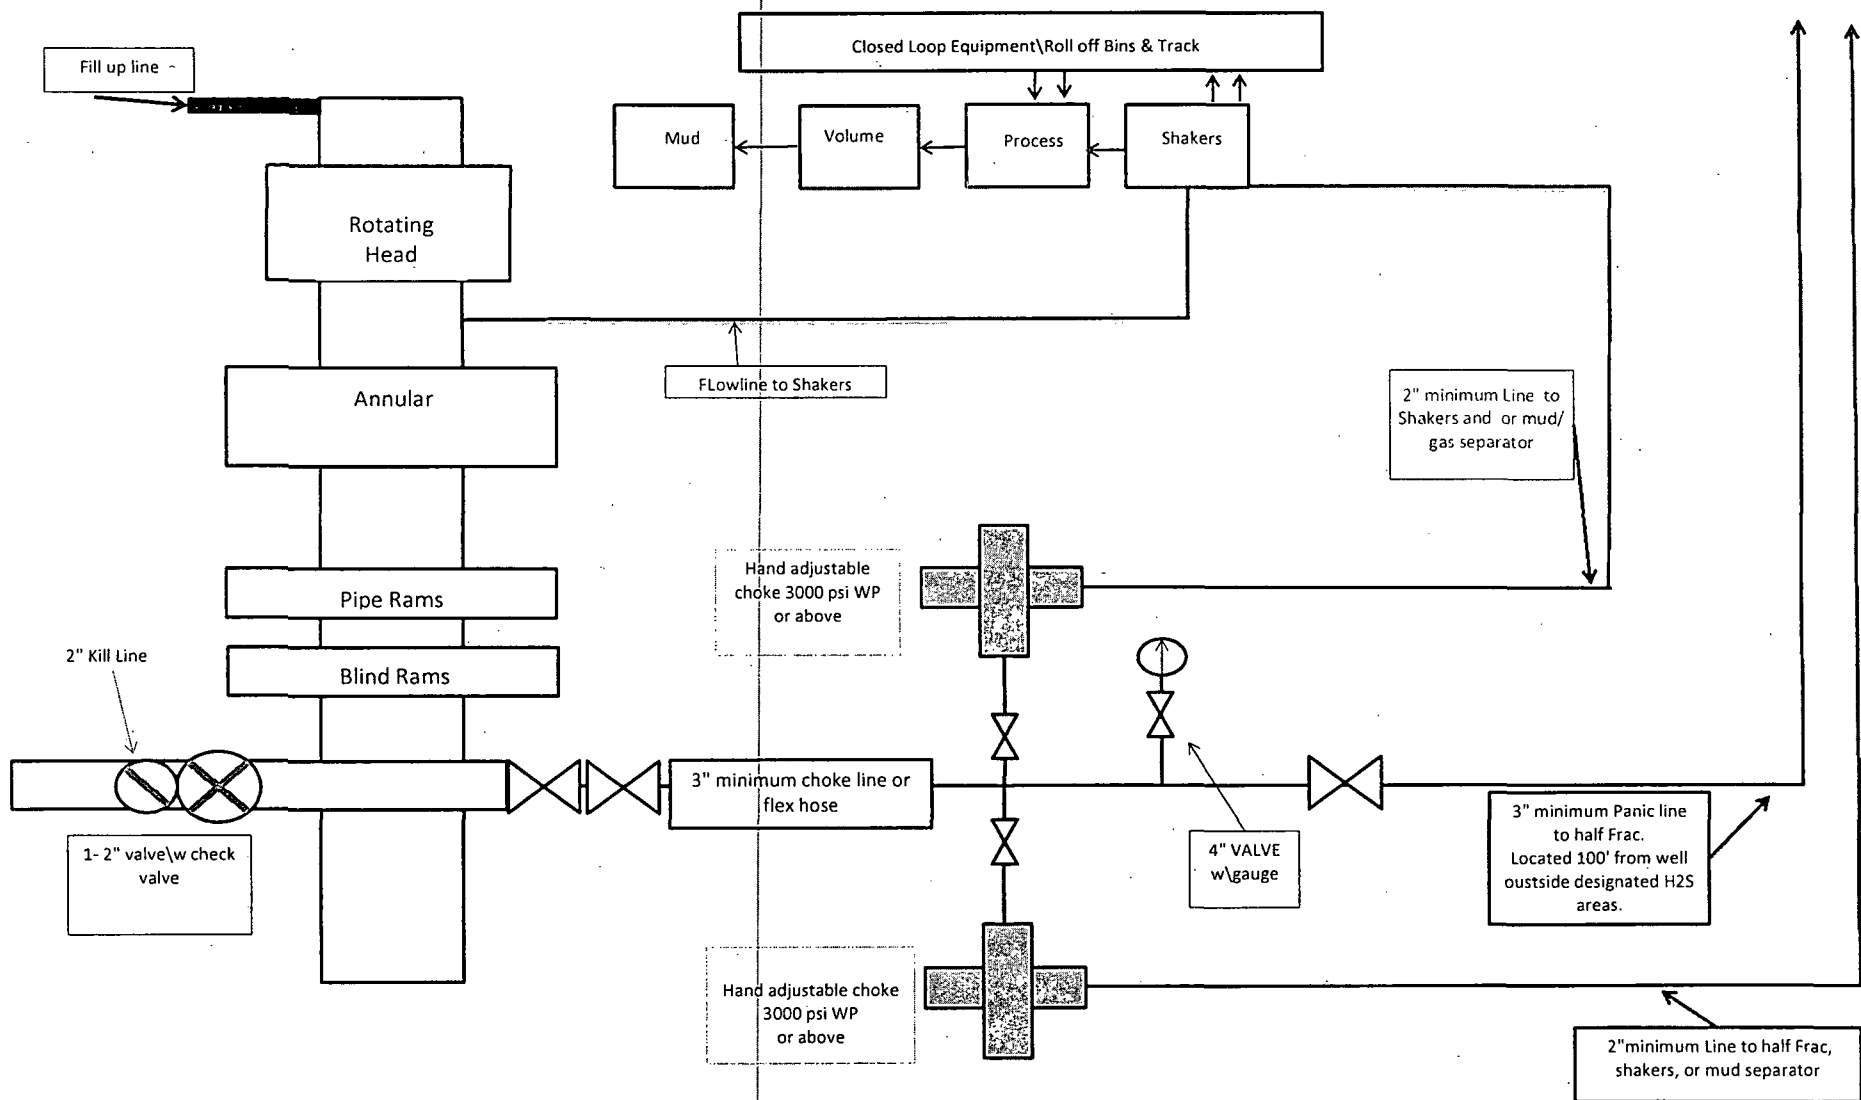 Closed Loop Equipment\Roll off Bins & Track
Fill up line
Mud
Volume
Process
Shakers
Rotating
Head
FLowline to Shakers
Annular
2" minimum Line to
Shakers and or mud/
gas separator
Hand adjustable
choke 3000 psi WP
or above
Pipe Rams
2" Kill Line
Blind Rams
3" minimum choke line or
flex hose
1- 2" valve\w check
valve
4" VALVE
w\gauge
3" minimum Panic line
to half Frac.
Located 100' from well
oustside designated H2S
areas.
Hand adjustable choke
3000 psi WP
or above
2"minimum Line to half Frac,
shakers, or mud separator